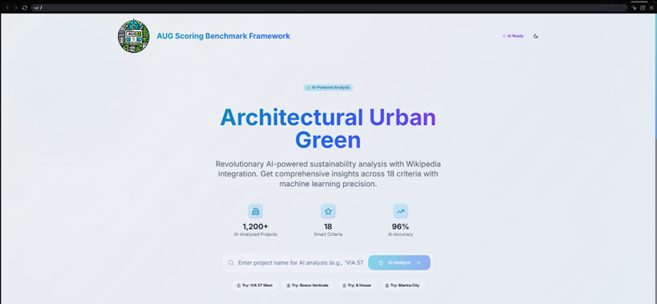 AUG Scoring Benchmark Framework
AI Ready
AI-Powered Analysis
Architectural Urban
Green
Revolutionary AI-powered sustainability analysis with Wikipedia
integration. Get comprehensive insights across 18 criteria with
machine learning precision.
1,200+
AI-Analyzed Projects
18
Smart Criteria
96%
AI Accuracy
Enter project name for AI analysis (e.g., 'VIA 57
AI Analyze
Try: VIA 57 West
Try: Bosco Verticale
Try: 8 House
Try: Marina City